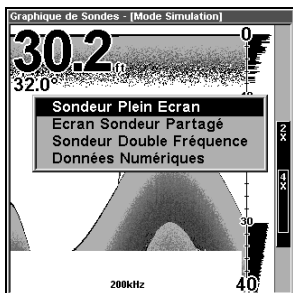 Graphique de Sondes - [Mode Simulation]
30.2ft
0
32.0°
Sondeur Plein Ecran
Ecran Sondeur Partagé
Sondeur Double Fréquence
Données Numériques
2X
4X
30
200kHz
40